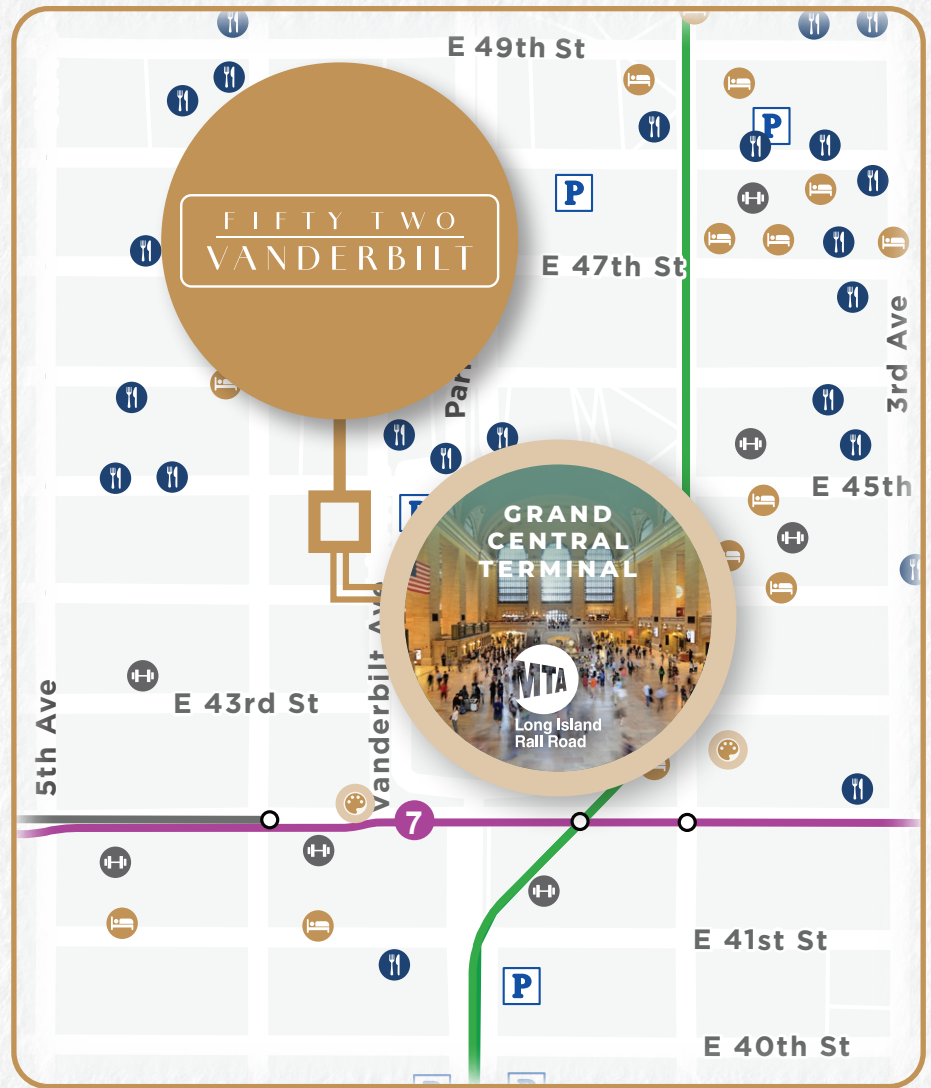 E 49th St
P
FIFTY TWO
VANDERBILT
P
E 47th St
3rd Ave
E 45th
GRAND
CENTRAL
TERMINAL
MTA
Long Island
Rail Road
Vanderbilt Ave
E 43rd St
5th Ave
7
E 41st St
P
E 40th St